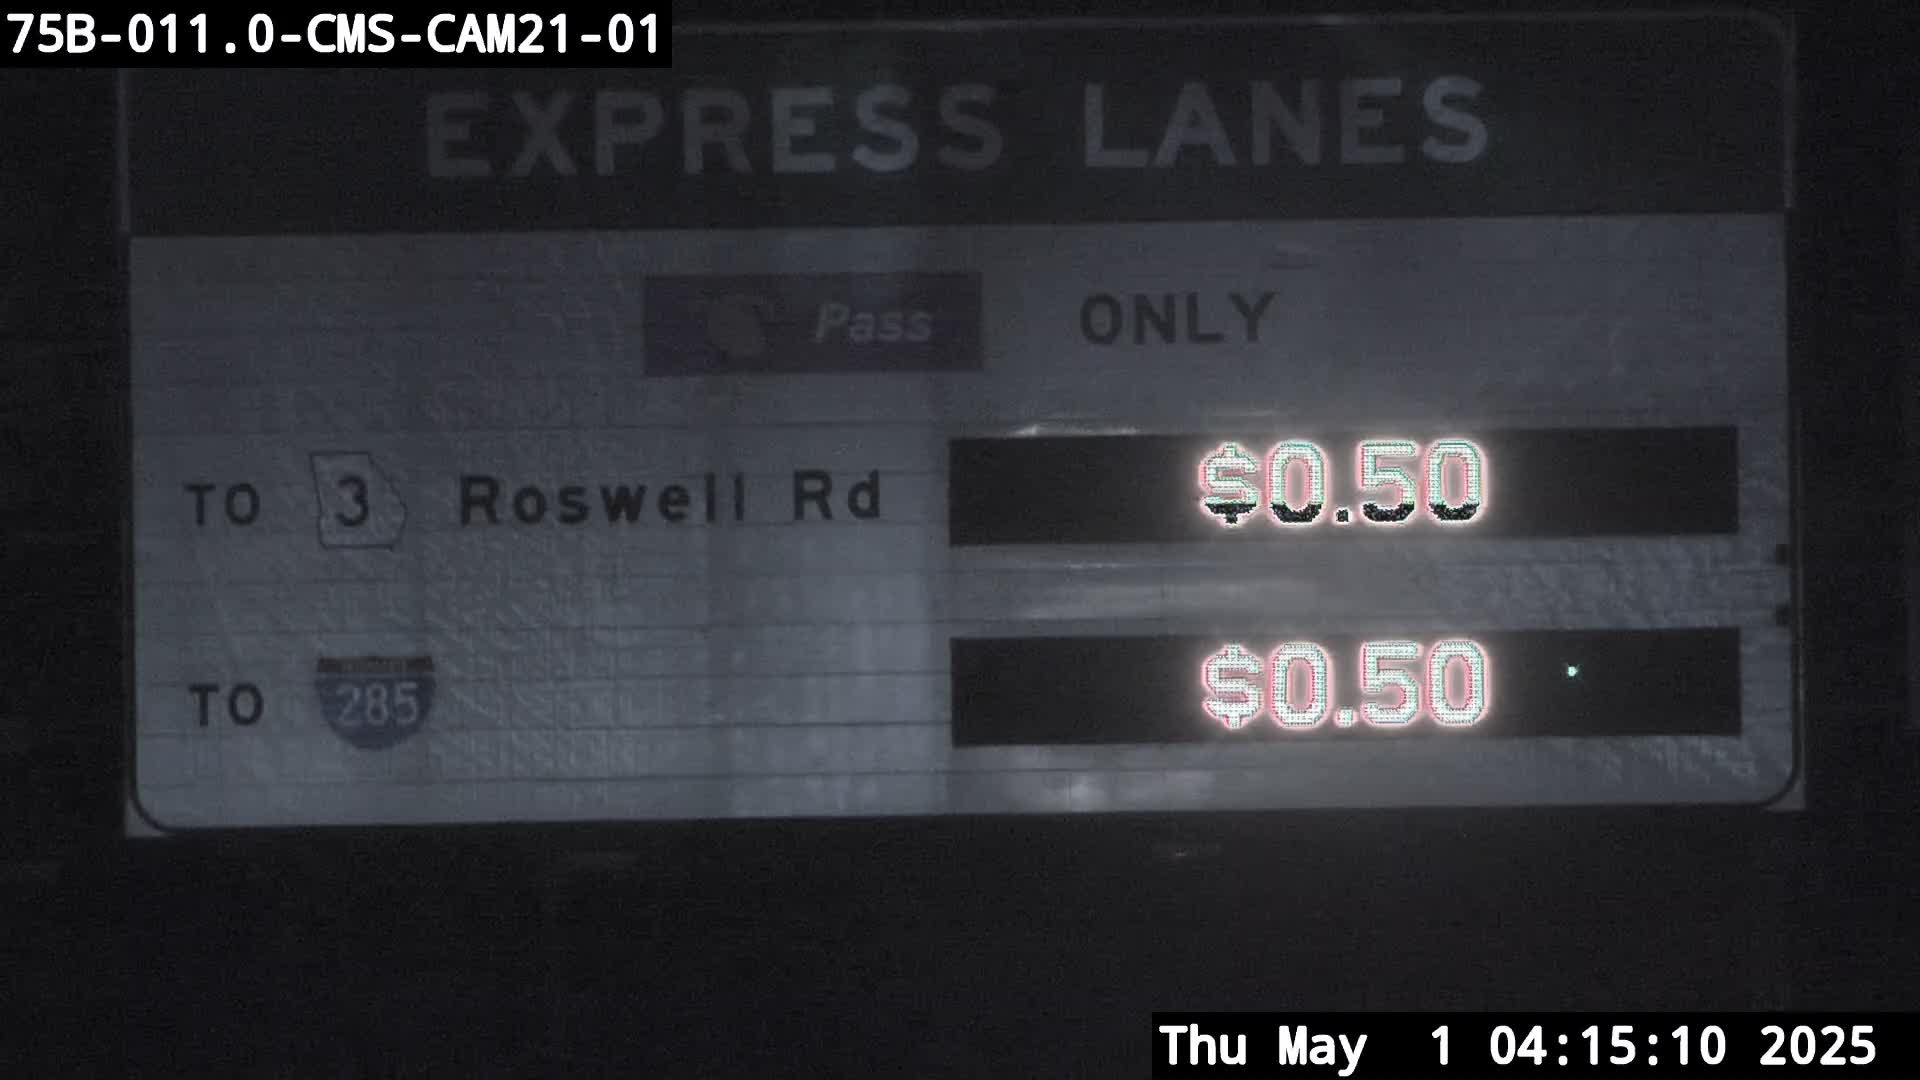 75B-011.0-CMS-CAM21-01
EXPRESS LANES
Pass ONLY
TO 3 Roswell Rd $0.50
TO 285 $0.50
Thu May 1 04:15:10 2025